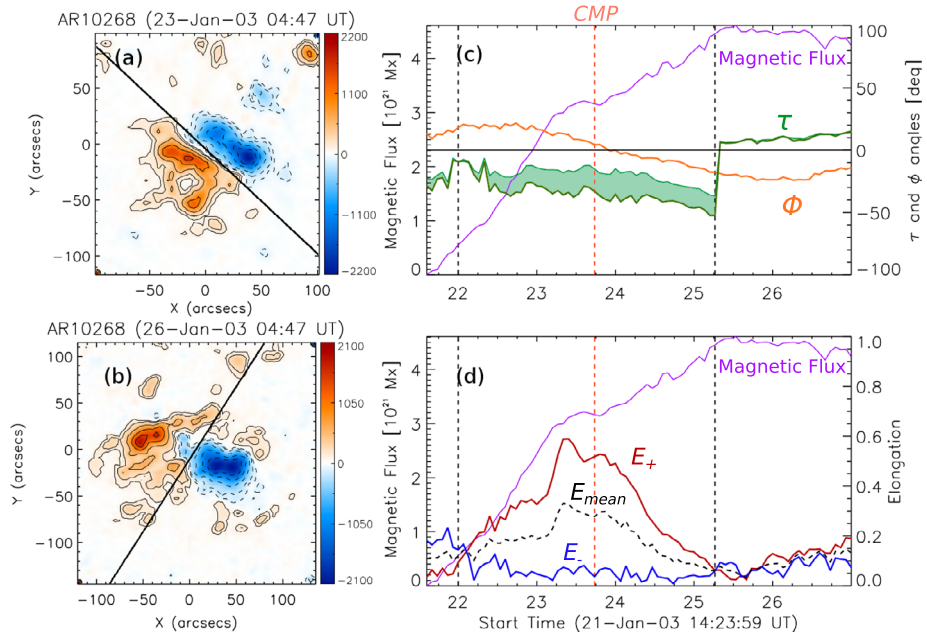 AR10268 (23-Jan-03 04:47 UT)
(a)
2200
1100
0
-1100
-2200
50
0
-50
-100
Y (arcsecs)
-50 0 50 100
X (arcsecs)
CMP
(c)
Magnetic Flux
τ
Φ
4
3
2
1
0
Magnetic Flux [10²¹ Mx]
100
50
0
-50
-100
τ and φ angles [deg]
22 23 24 25 26
AR10268 (26-Jan-03 04:47 UT)
(b)
2100
1050
0
-1050
-2100
100
50
0
-50
-100
Y (arcsecs)
-100 -50 0 50 100
X (arcsecs)
(d)
Magnetic Flux
E+
Emean
E-
4
3
2
1
0
Magnetic Flux [10²¹ Mx]
1.0
0.8
0.6
0.4
0.2
0.0
Elongation
22 23 24 25 26
Start Time (21-Jan-03 14:23:59 UT)